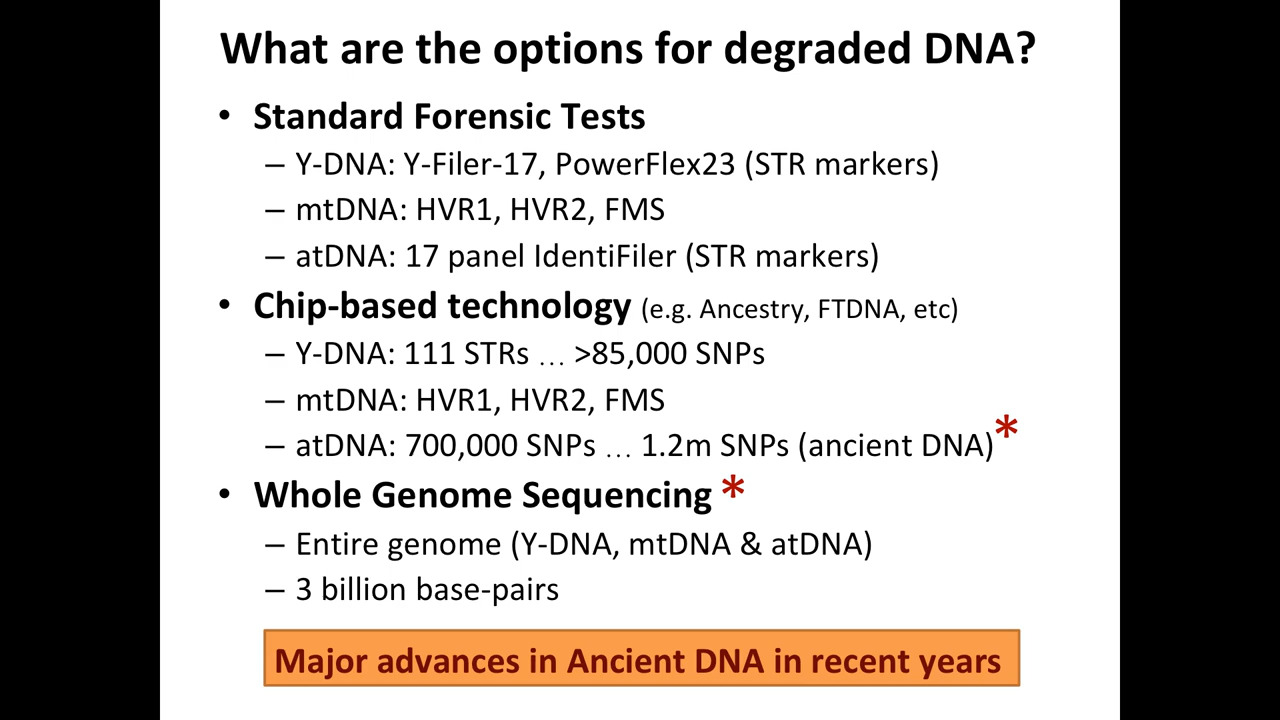 What are the options for degraded DNA?
• Standard Forensic Tests
– Y-DNA: Y-Filer-17, PowerFlex23 (STR markers)
– mtDNA: HVR1, HVR2, FMS
– atDNA: 17 panel IdentiFiler (STR markers)
• Chip-based technology (e.g. Ancestry, FTDNA, etc)
– Y-DNA: 111 STRs … >85,000 SNPs
– mtDNA: HVR1, HVR2, FMS
– atDNA: 700,000 SNPs … 1.2m SNPs (ancient DNA)*
• Whole Genome Sequencing *
– Entire genome (Y-DNA, mtDNA & atDNA)
– 3 billion base-pairs
Major advances in Ancient DNA in recent years